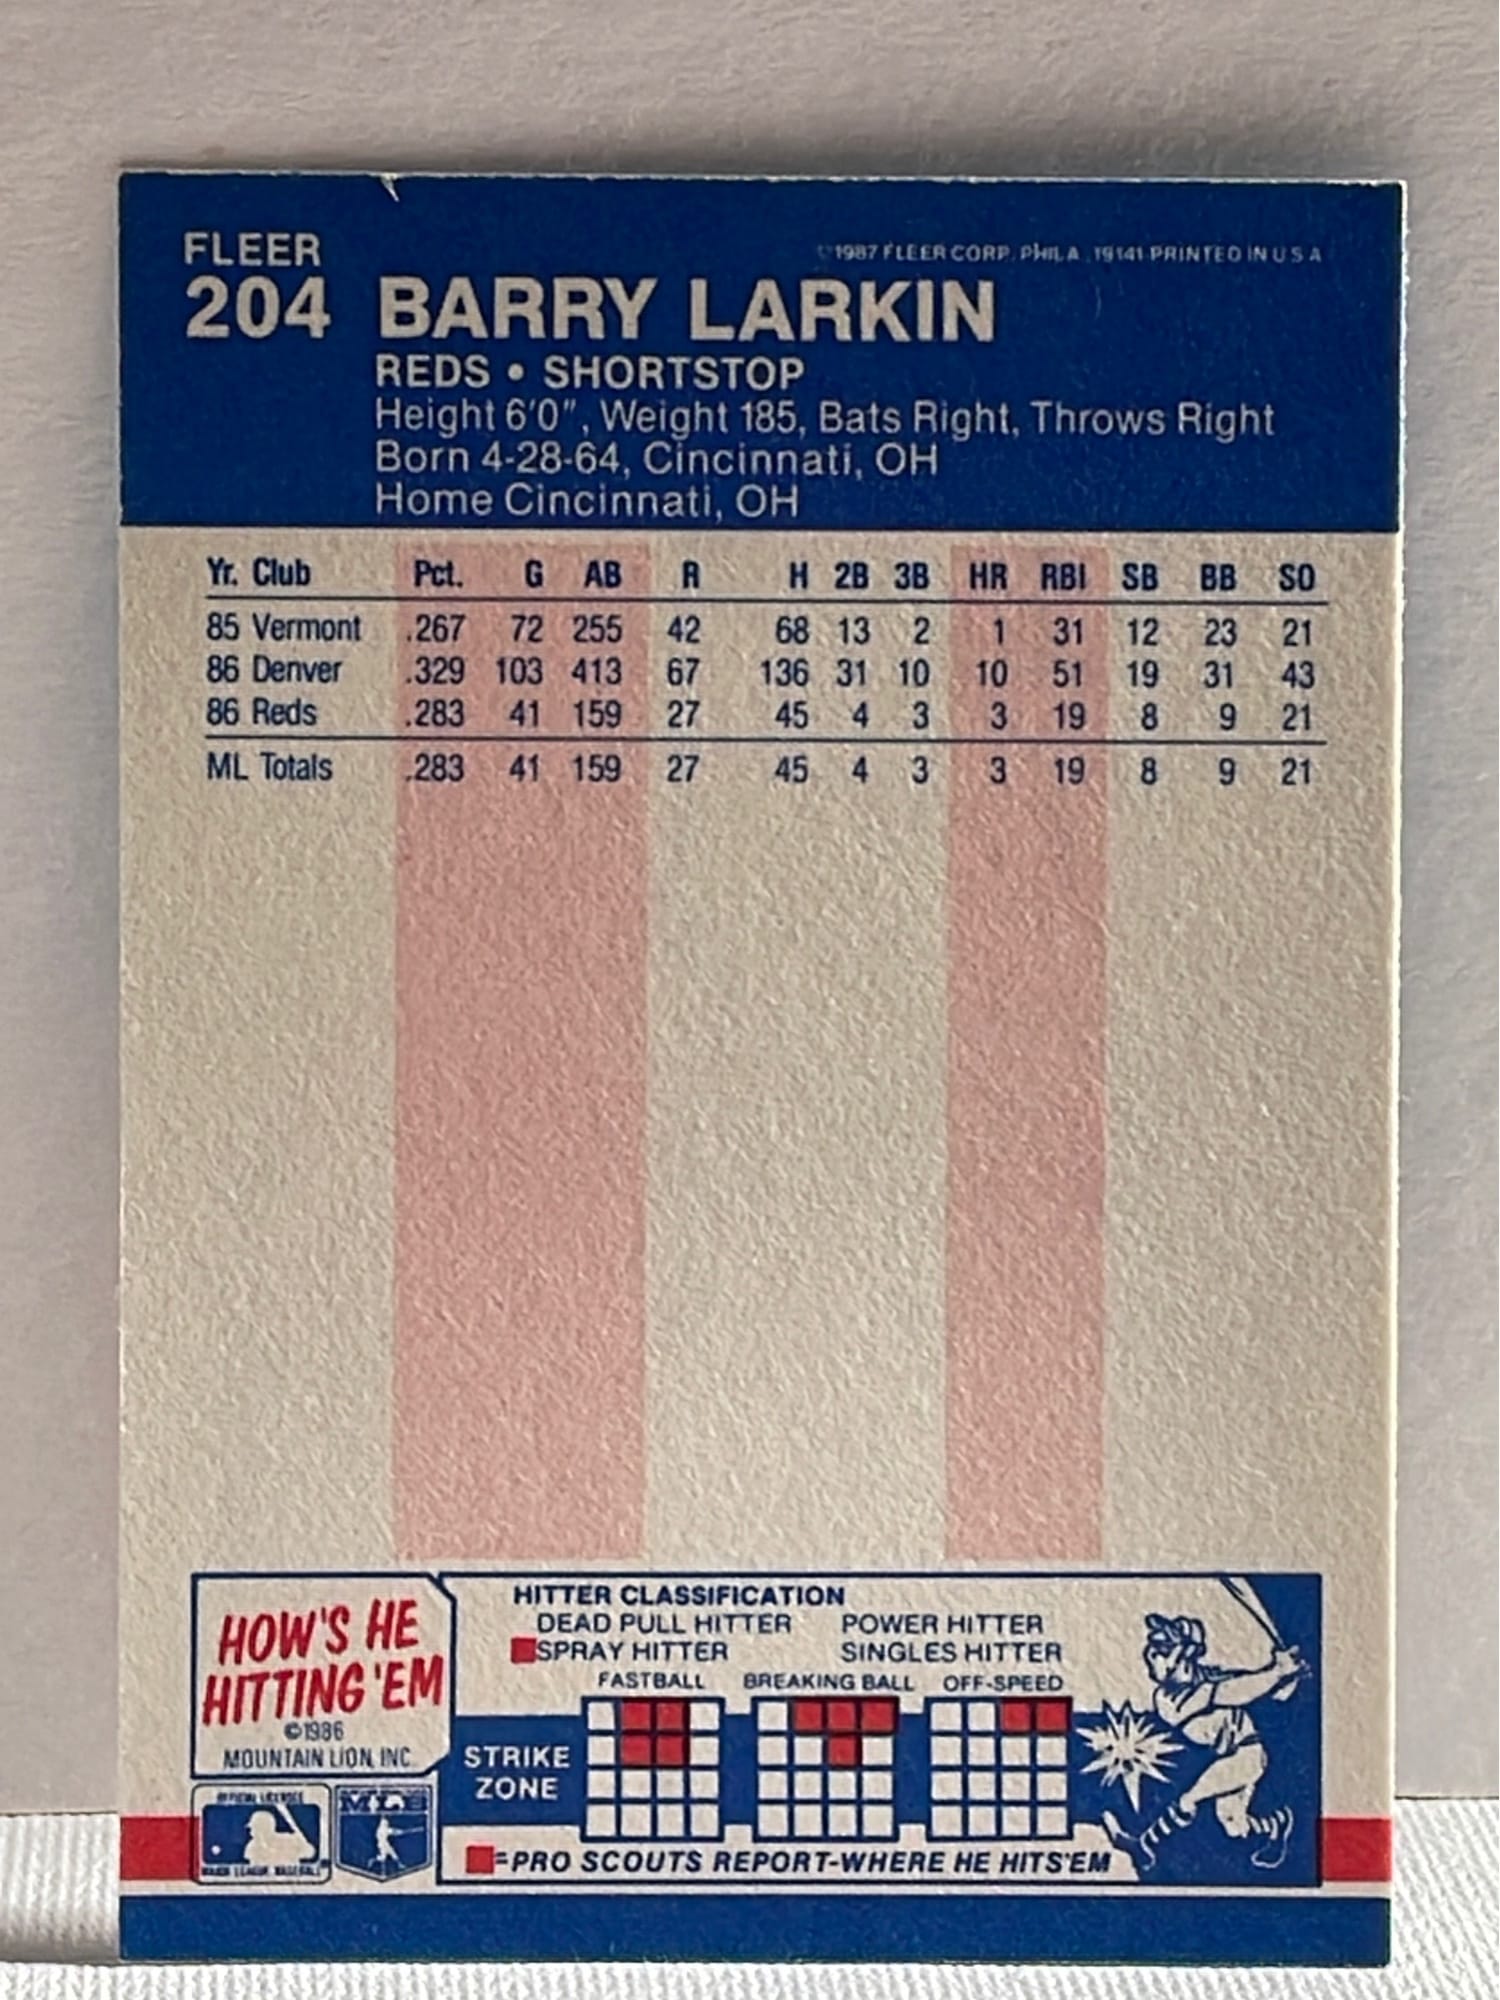 FLEER
©1987 FLEER CORP. PHILA. 19141 PRINTED IN U S A
204 BARRY LARKIN
REDS • SHORTSTOP
Height 6'0", Weight 185, Bats Right, Throws Right
Born 4-28-64, Cincinnati, OH
Home Cincinnati, OH
Yr. Club Pct. G AB R H 2B 3B HR RBI SB BB SO
85 Vermont .267 72 255 42 68 13 2 1 31 12 23 21
86 Denver .329 103 413 67 136 31 10 10 51 19 31 43
86 Reds .283 41 159 27 45 4 3 3 19 8 9 21
ML Totals .283 41 159 27 45 4 3 3 19 8 9 21
HOW'S HE
HITTING 'EM
©1986
MOUNTAIN LION, INC.
HITTER CLASSIFICATION
DEAD PULL HITTER POWER HITTER
SPRAY HITTER SINGLES HITTER
FASTBALL BREAKING BALL OFF-SPEED
STRIKE
ZONE
=PRO SCOUTS REPORT-WHERE HE HITS'EM
OFFICIAL LICENSEE
MAJOR LEAGUE BASEBALL